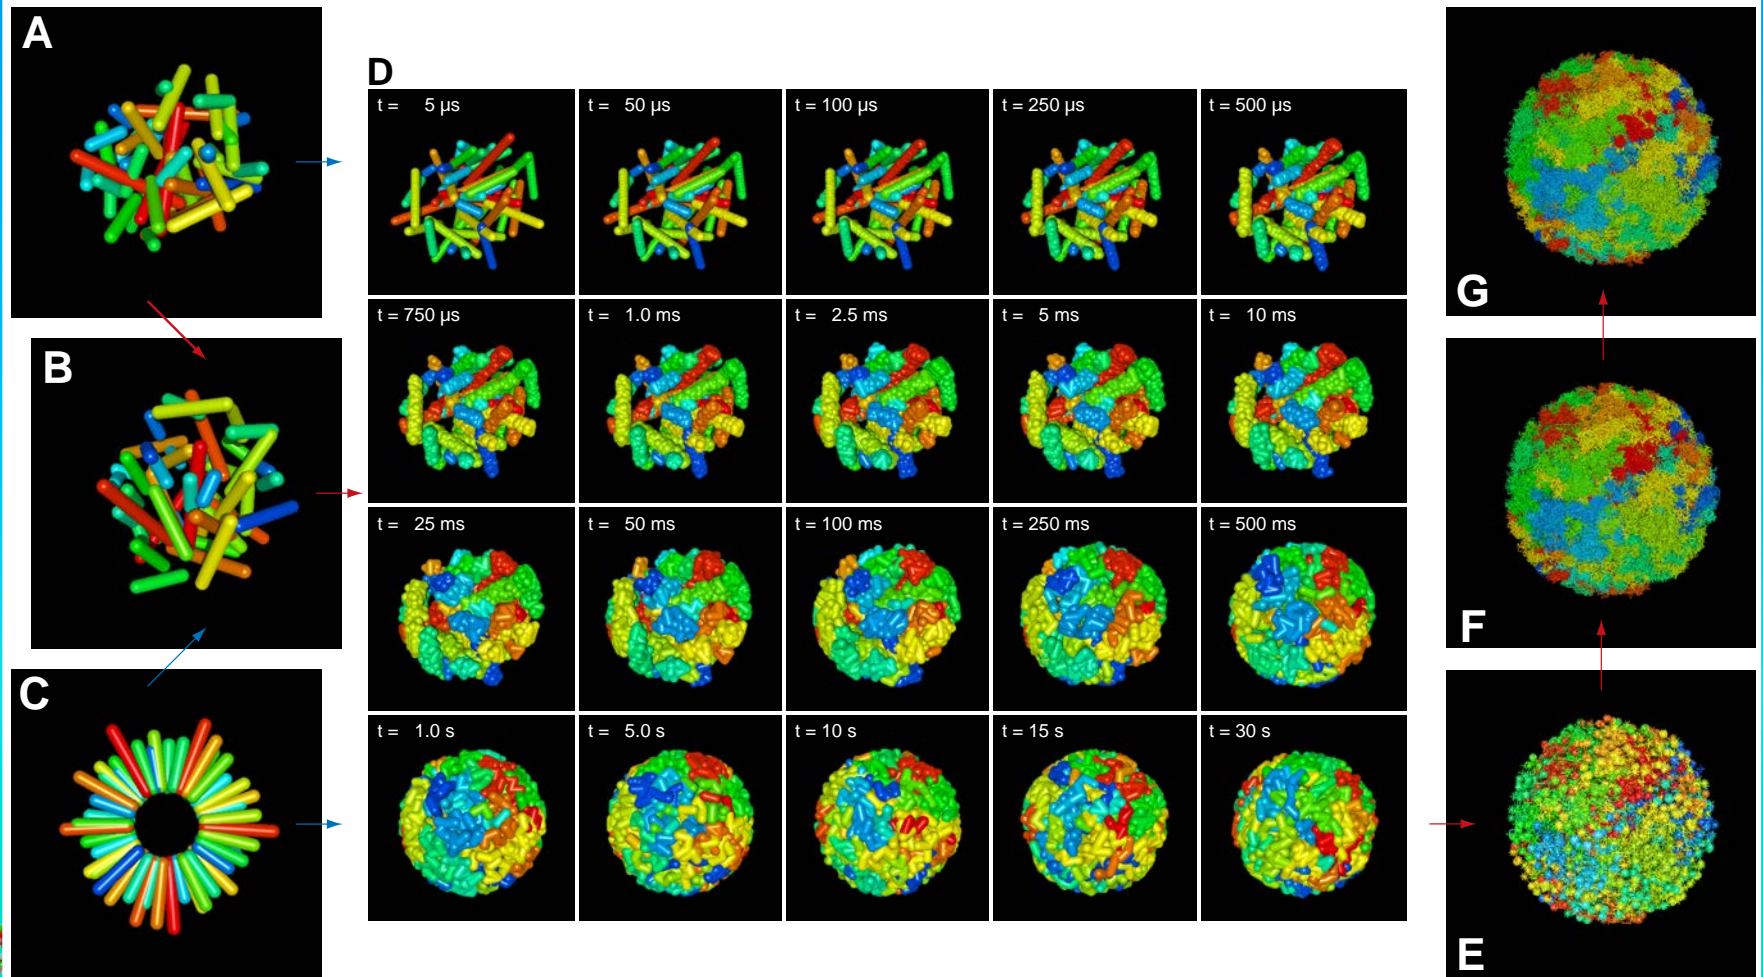 A
B
C
D
t = 5 µs
t = 50 µs
t = 100 µs
t = 250 µs
t = 500 µs
t = 750 µs
t = 1.0 ms
t = 2.5 ms
t = 5 ms
t = 10 ms
t = 25 ms
t = 50 ms
t = 100 ms
t = 250 ms
t = 500 ms
t = 1.0 s
t = 5.0 s
t = 10 s
t = 15 s
t = 30 s
G
F
E